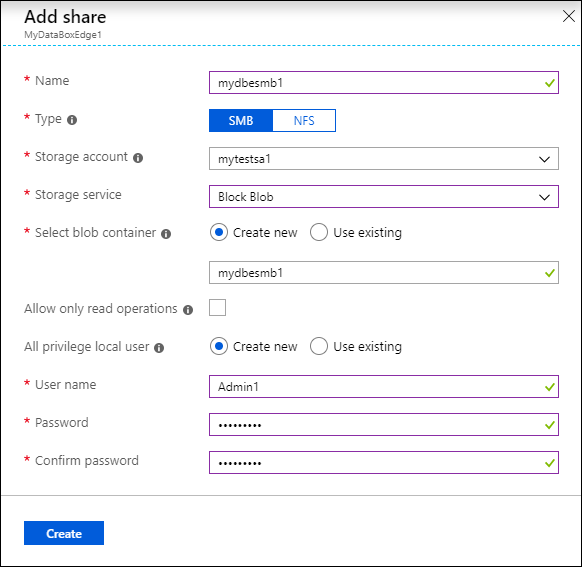 Add share
MyDataBoxEdge1
* Name mydbesmb1
* Type SMB NFS
* Storage account mytestsa1
* Storage service Block Blob
* Select blob container Create new Use existing
mydbesmb1
Allow only read operations
All privilege local user Create new Use existing
* User name Admin1
* Password •••••••••
* Confirm password •••••••••
Create